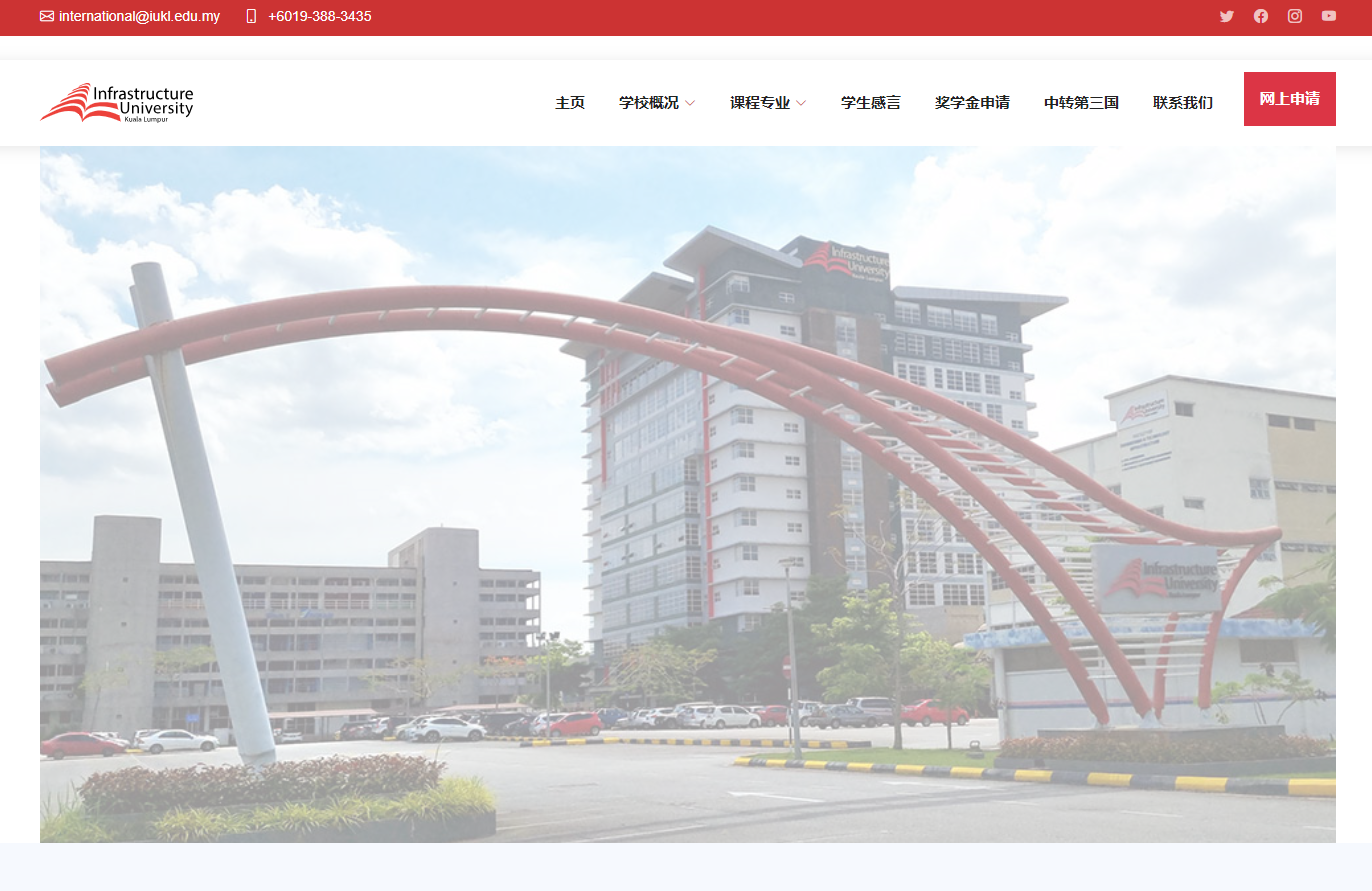 international@iukl.edu.my +6019-388-3435
Infrastructure
University
Kuala Lumpur
主页 学校概况 课程专业 学生感言 奖学金申请 中转第三国 联系我们 网上申请
Infrastructure
University
Kuala Lumpur
Infrastructure
University
Infrastructure
University
Kuala Lumpur